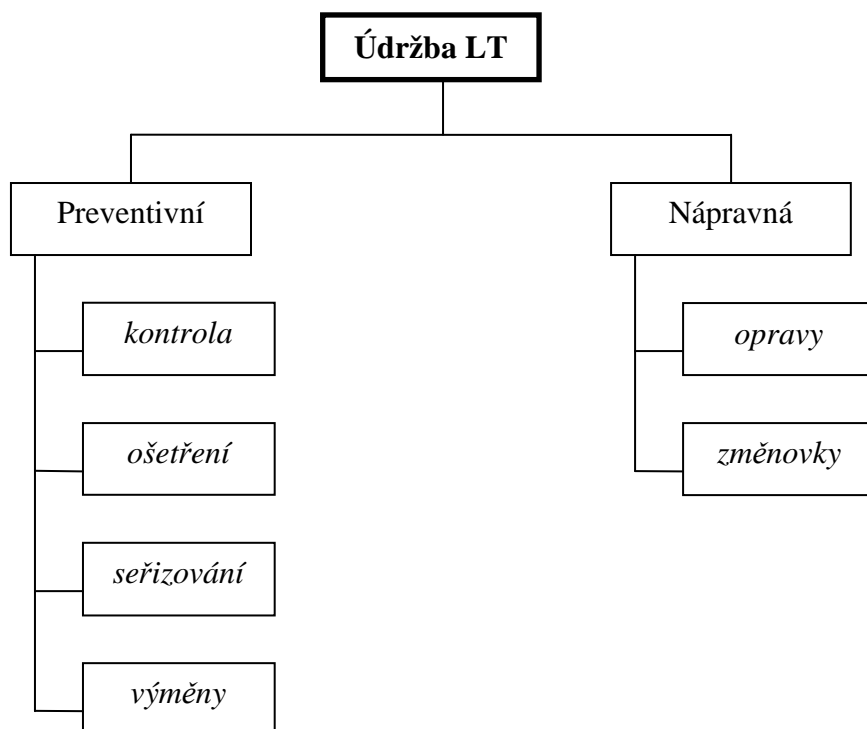 Údržba LT
Preventivní
Nápravná
kontrola
opravy
ošetření
změnovky
seřizování
výměny